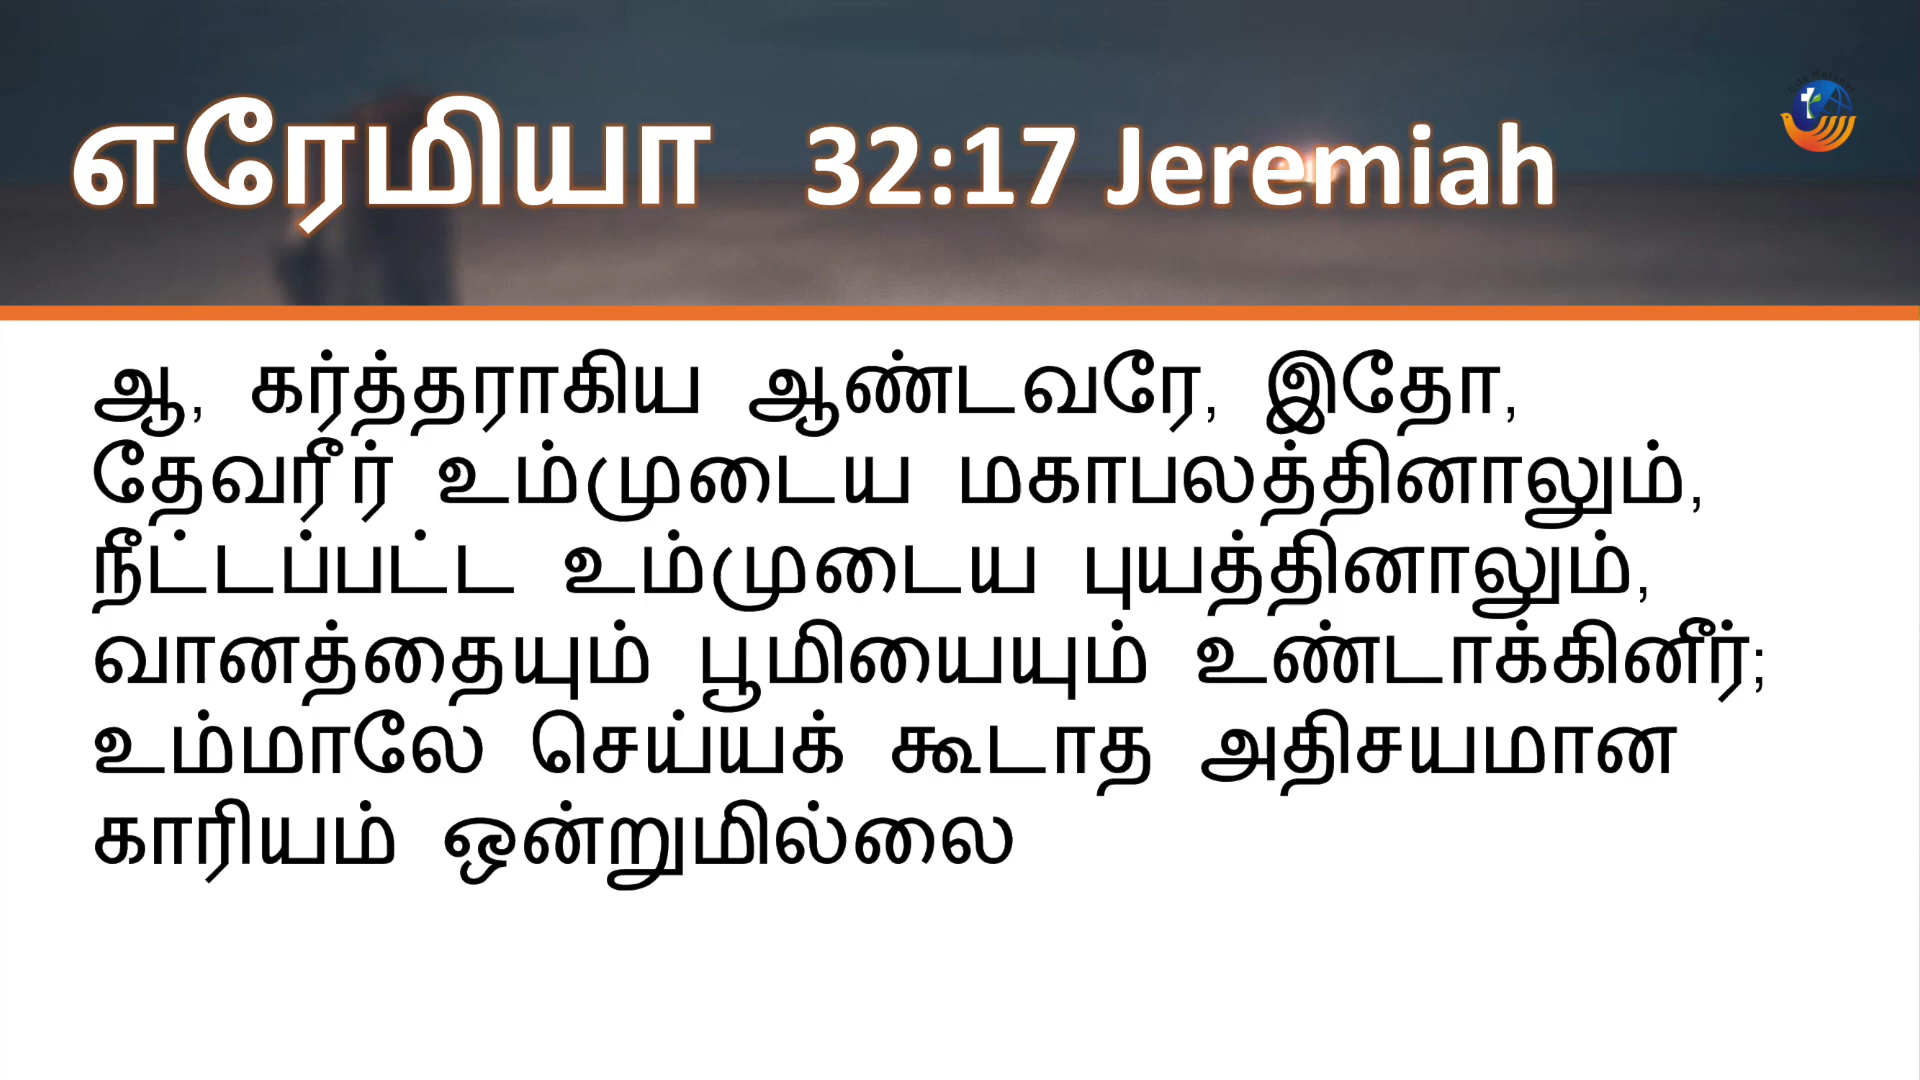 எரேமியா 32:17 Jeremiah
ஆ, கர்த்தராகிய ஆண்டவரே, இதோ,
தேவரீர் உம்முடைய மகாபலத்தினாலும்,
நீட்டப்பட்ட உம்முடைய புயத்தினாலும்,
வானத்தையும் பூமியையும் உண்டாக்கினீர்;
உம்மாலே செய்யக் கூடாத அதிசயமான
காரியம் ஒன்றுமில்லை